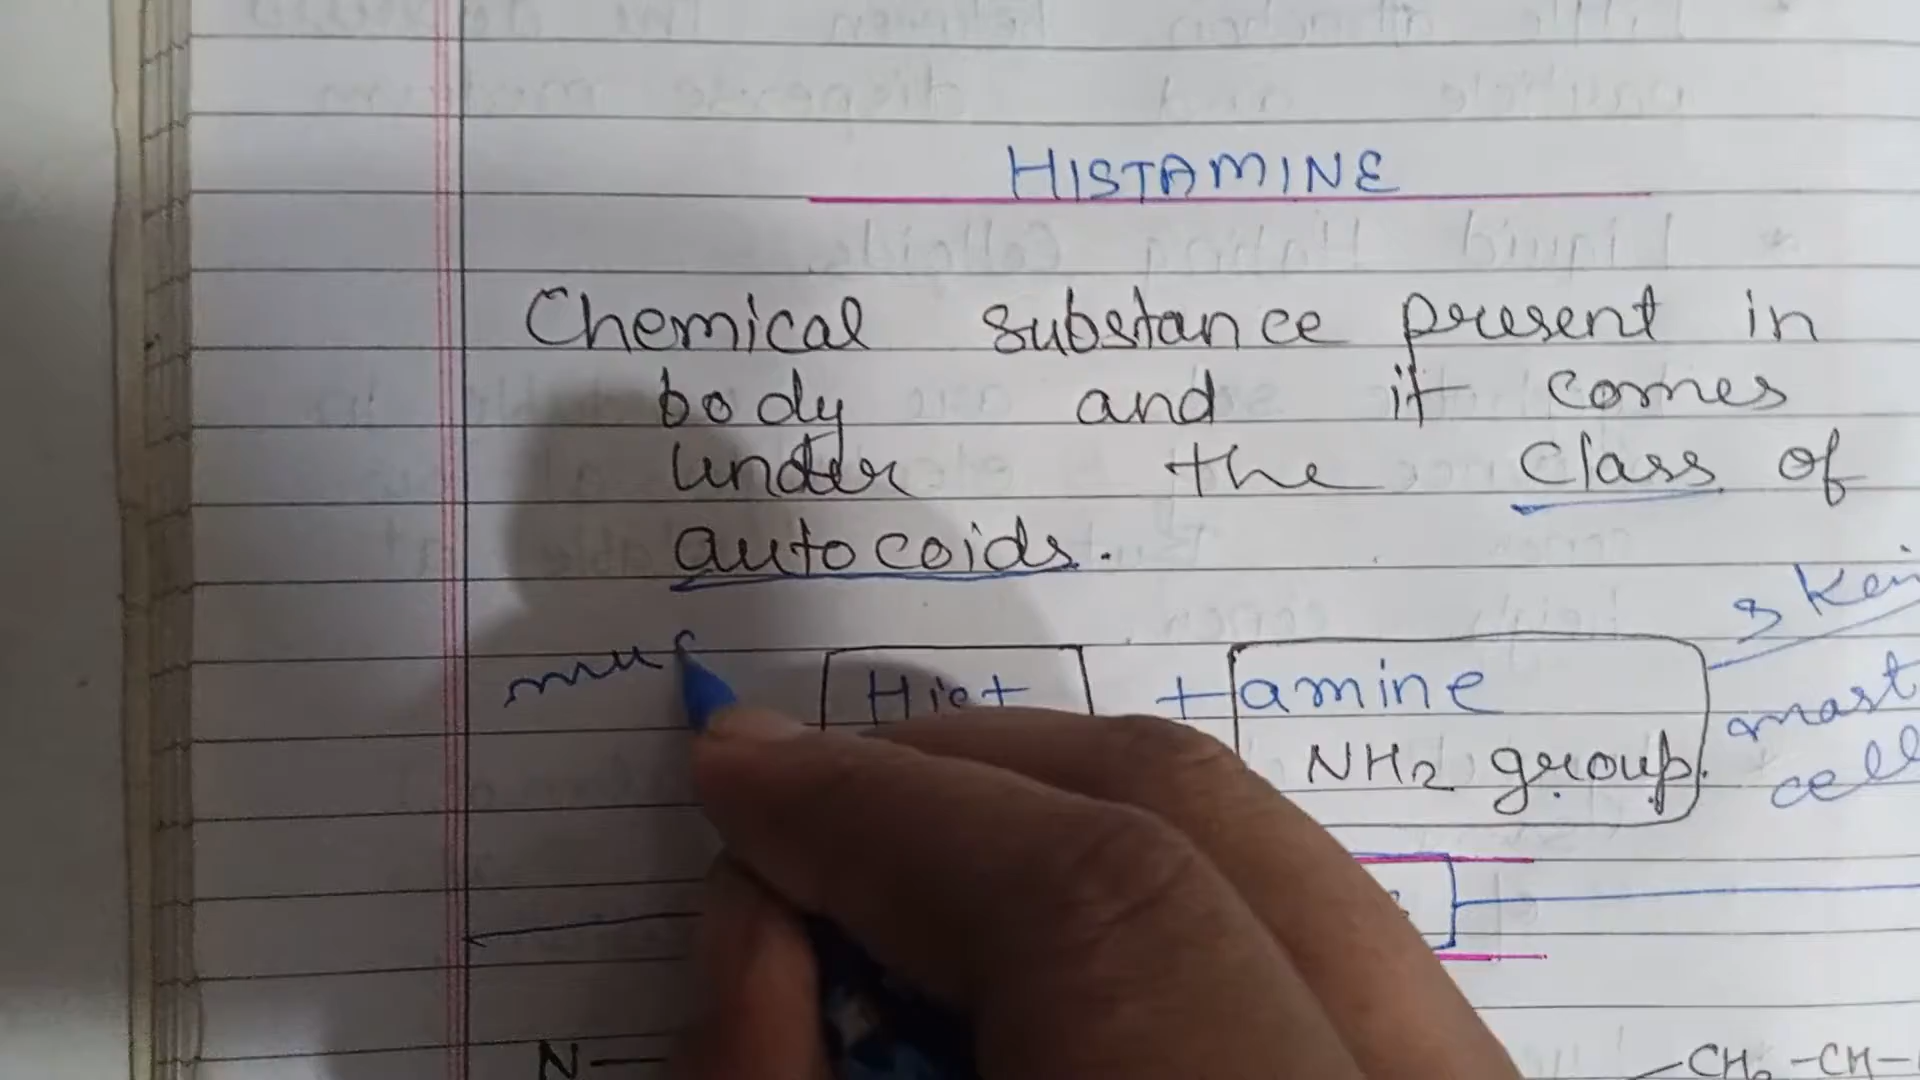 HISTAMINE
Chemical substance present in
body and it comes
under the class of
autocoids.
Hist + amine
NH2 group.
mast
cell
N—
—CH2 –CH–